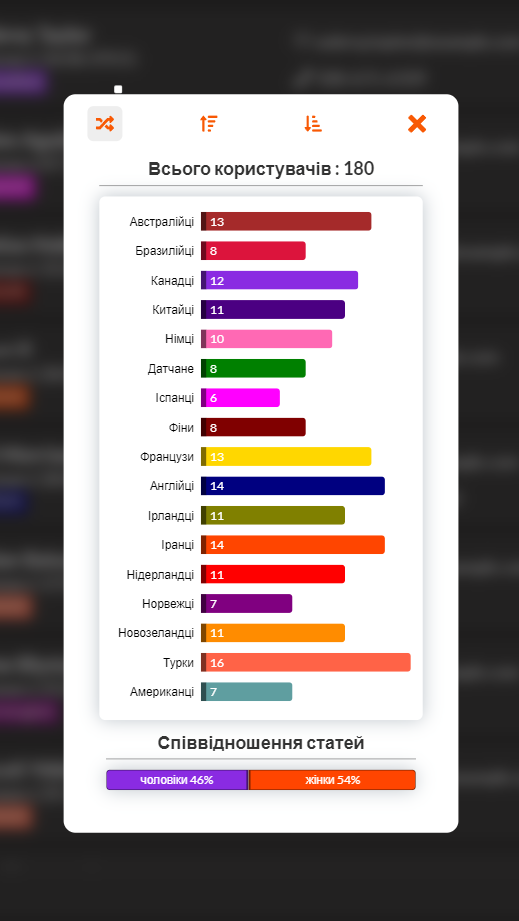 Всього користувачів : 180
Австралійці 13
Бразилійці 8
Канадці 12
Китайці 11
Німці 10
Датчане 8
Іспанці 6
Фіни 8
Французи 13
Англійці 14
Ірландці 11
Іранці 14
Нідерландці 11
Норвежці 7
Новозеландці 11
Турки 16
Американці 7
Співвідношення статей
чоловіки 46% жінки 54%